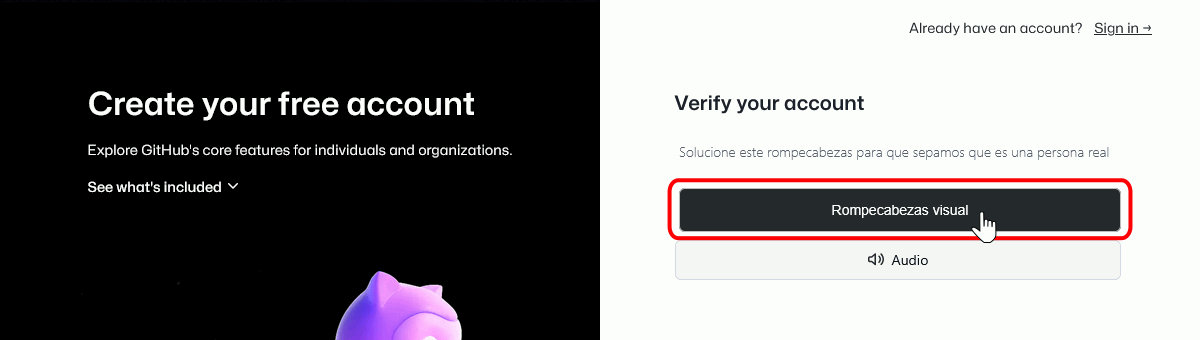 Already have an account? Sign in →
Create your free account
Explore GitHub's core features for individuals and organizations.
See what's included
Verify your account
Solucione este rompecabezas para que sepamos que es una persona real
Rompecabezas visual
Audio